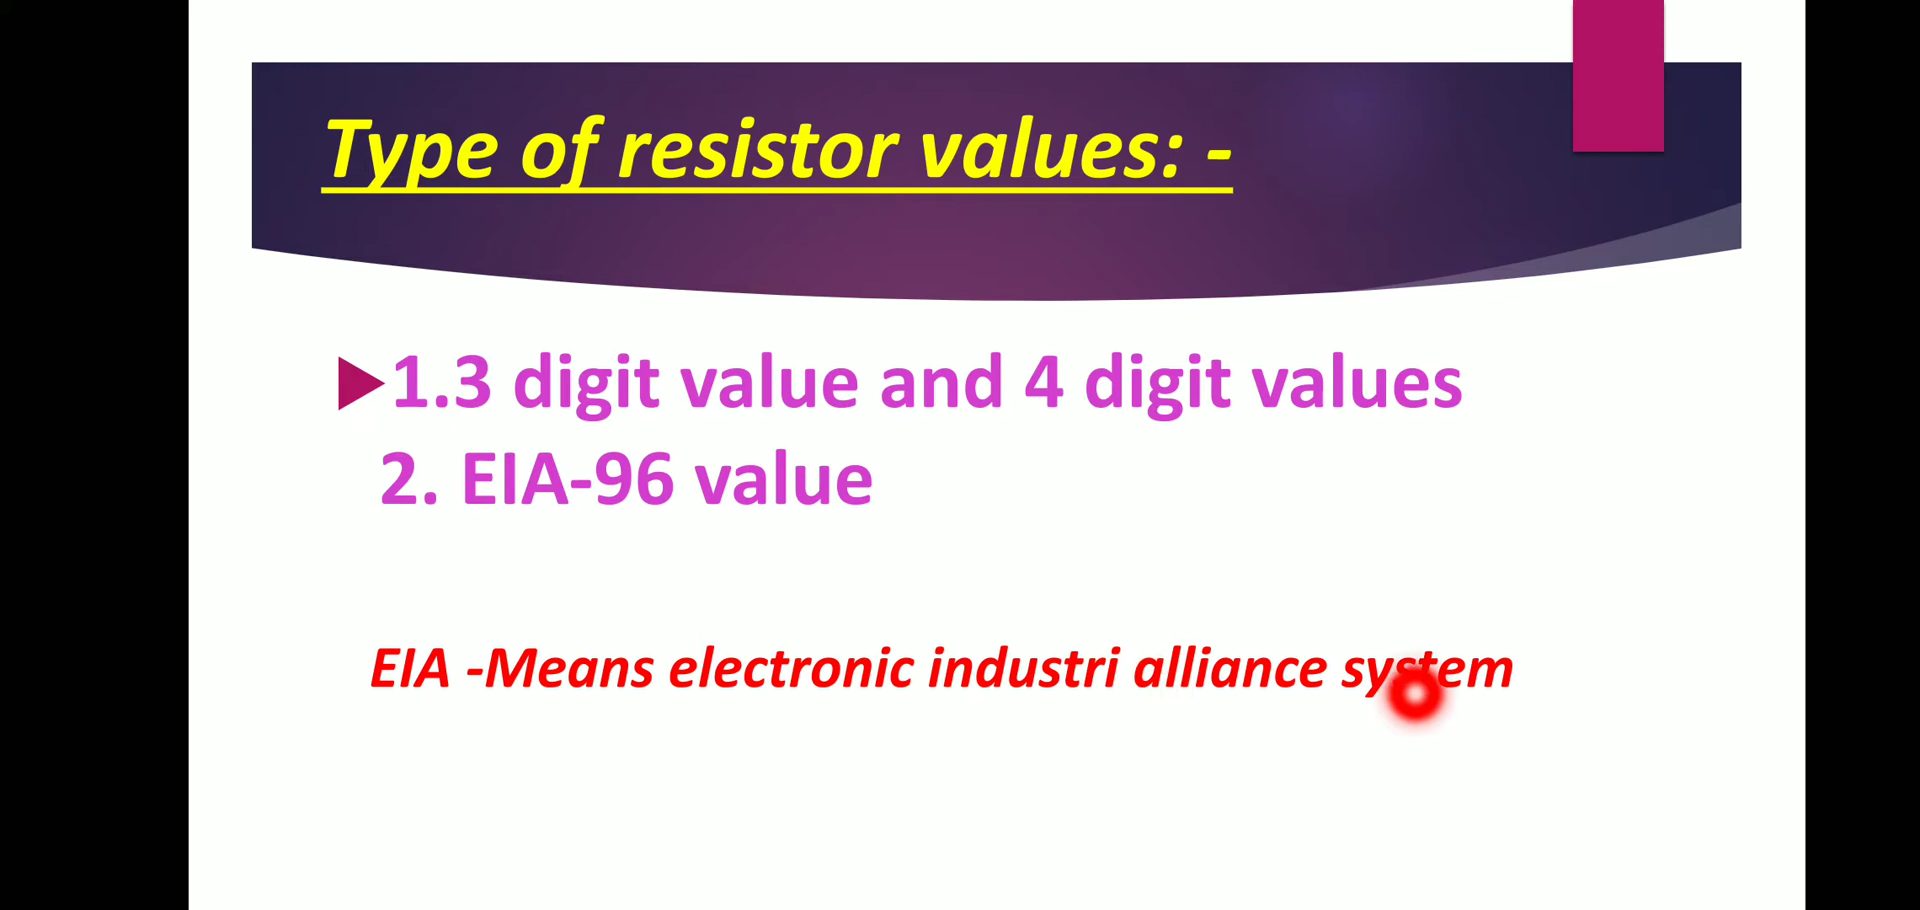 Type of resistor values: -
1.3 digit value and 4 digit values
2. EIA-96 value
EIA -Means electronic industri alliance system